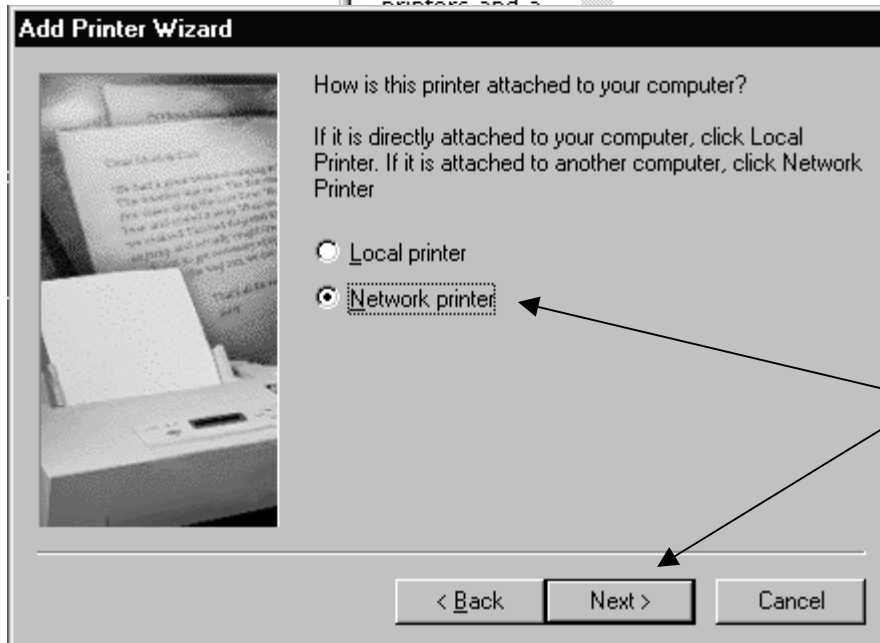 printers and a
Add Printer Wizard
How is this printer attached to your computer?
If it is directly attached to your computer, click Local
Printer. If it is attached to another computer, click Network
Printer
Local printer
Network printer
< Back
Next >
Cancel